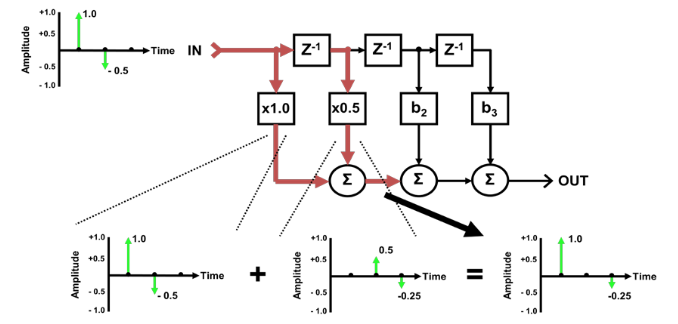 +1.0
1.0
+0.5
Amplitude
Time
- 0.5
- 0.5
- 1.0
IN
Z-1
Z-1
Z-1
x1.0
x0.5
b2
b3
Σ
Σ
Σ
OUT
+1.0
1.0
+0.5
Amplitude
Time
- 0.5
- 0.5
- 1.0
+
+1.0
+0.5
0.5
Amplitude
Time
- 0.5
-0.25
- 1.0
=
+1.0
1.0
+0.5
Amplitude
Time
- 0.5
-0.25
- 1.0